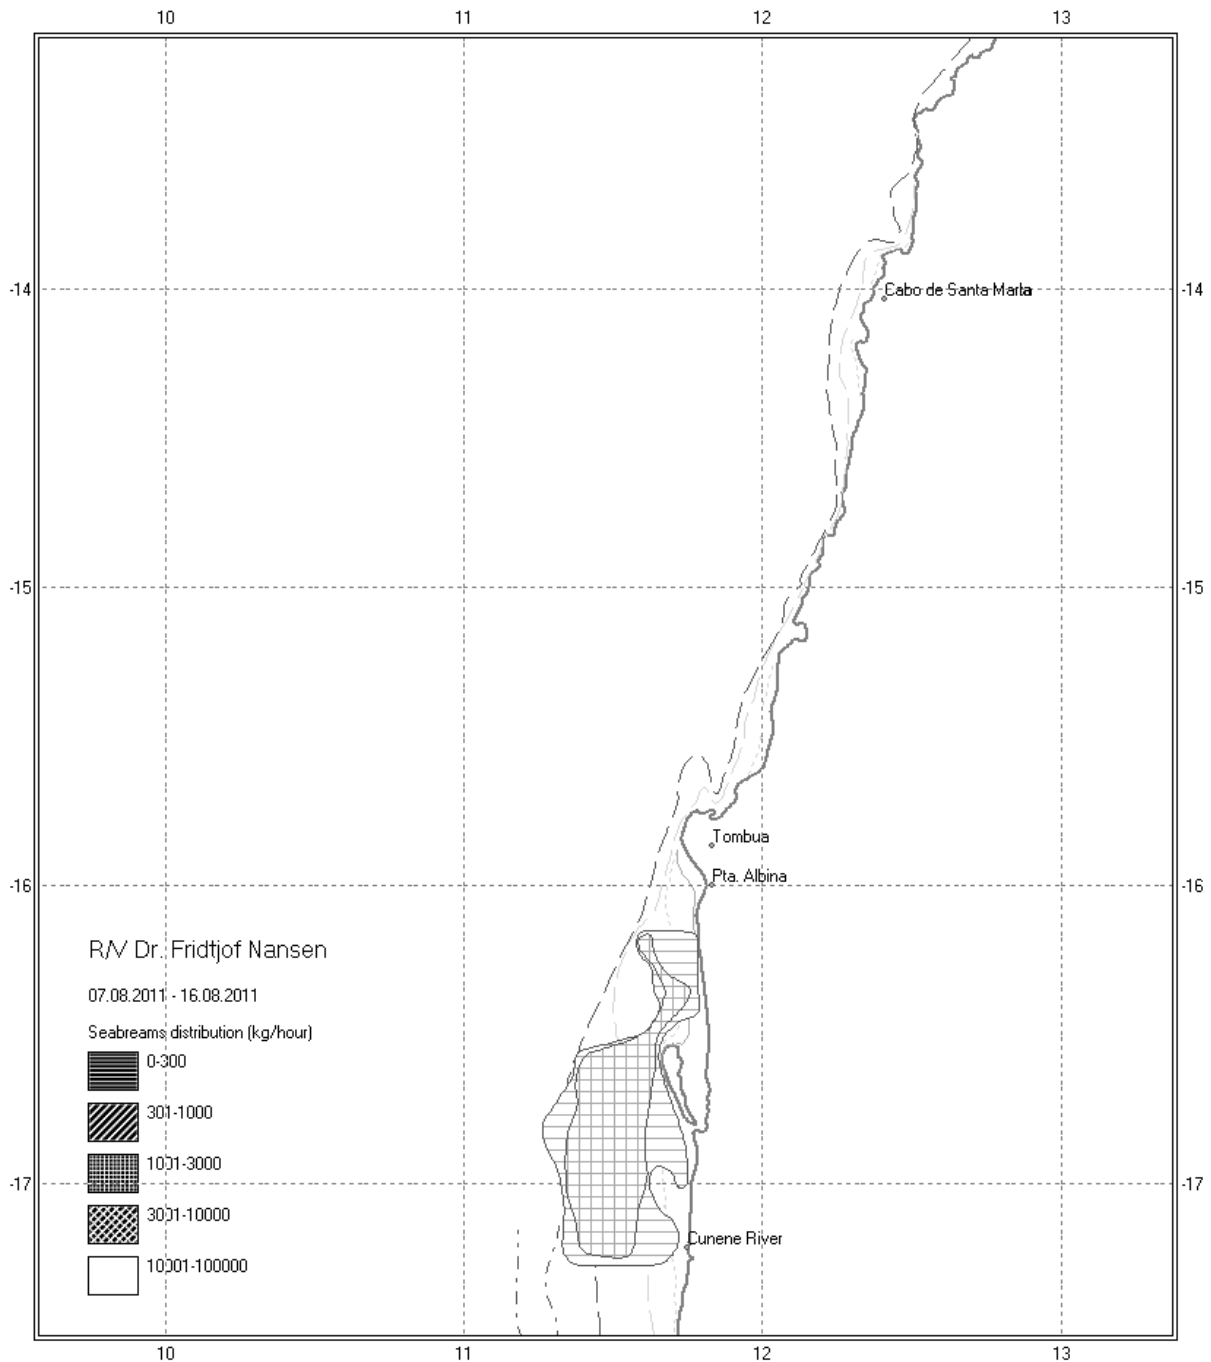 10 11 12 13
-14 Cabo de Santa Marta -14
-15 -15
Tombua
-16 Pta. Albina -16
R/V Dr. Fridtjof Nansen
07.08.2011 - 16.08.2011
Seabreams distribution (kg/hour)
0-300
301-1000
1001-3000
-17 -17
3001-10000
Cunene River
10001-100000
10 11 12 13